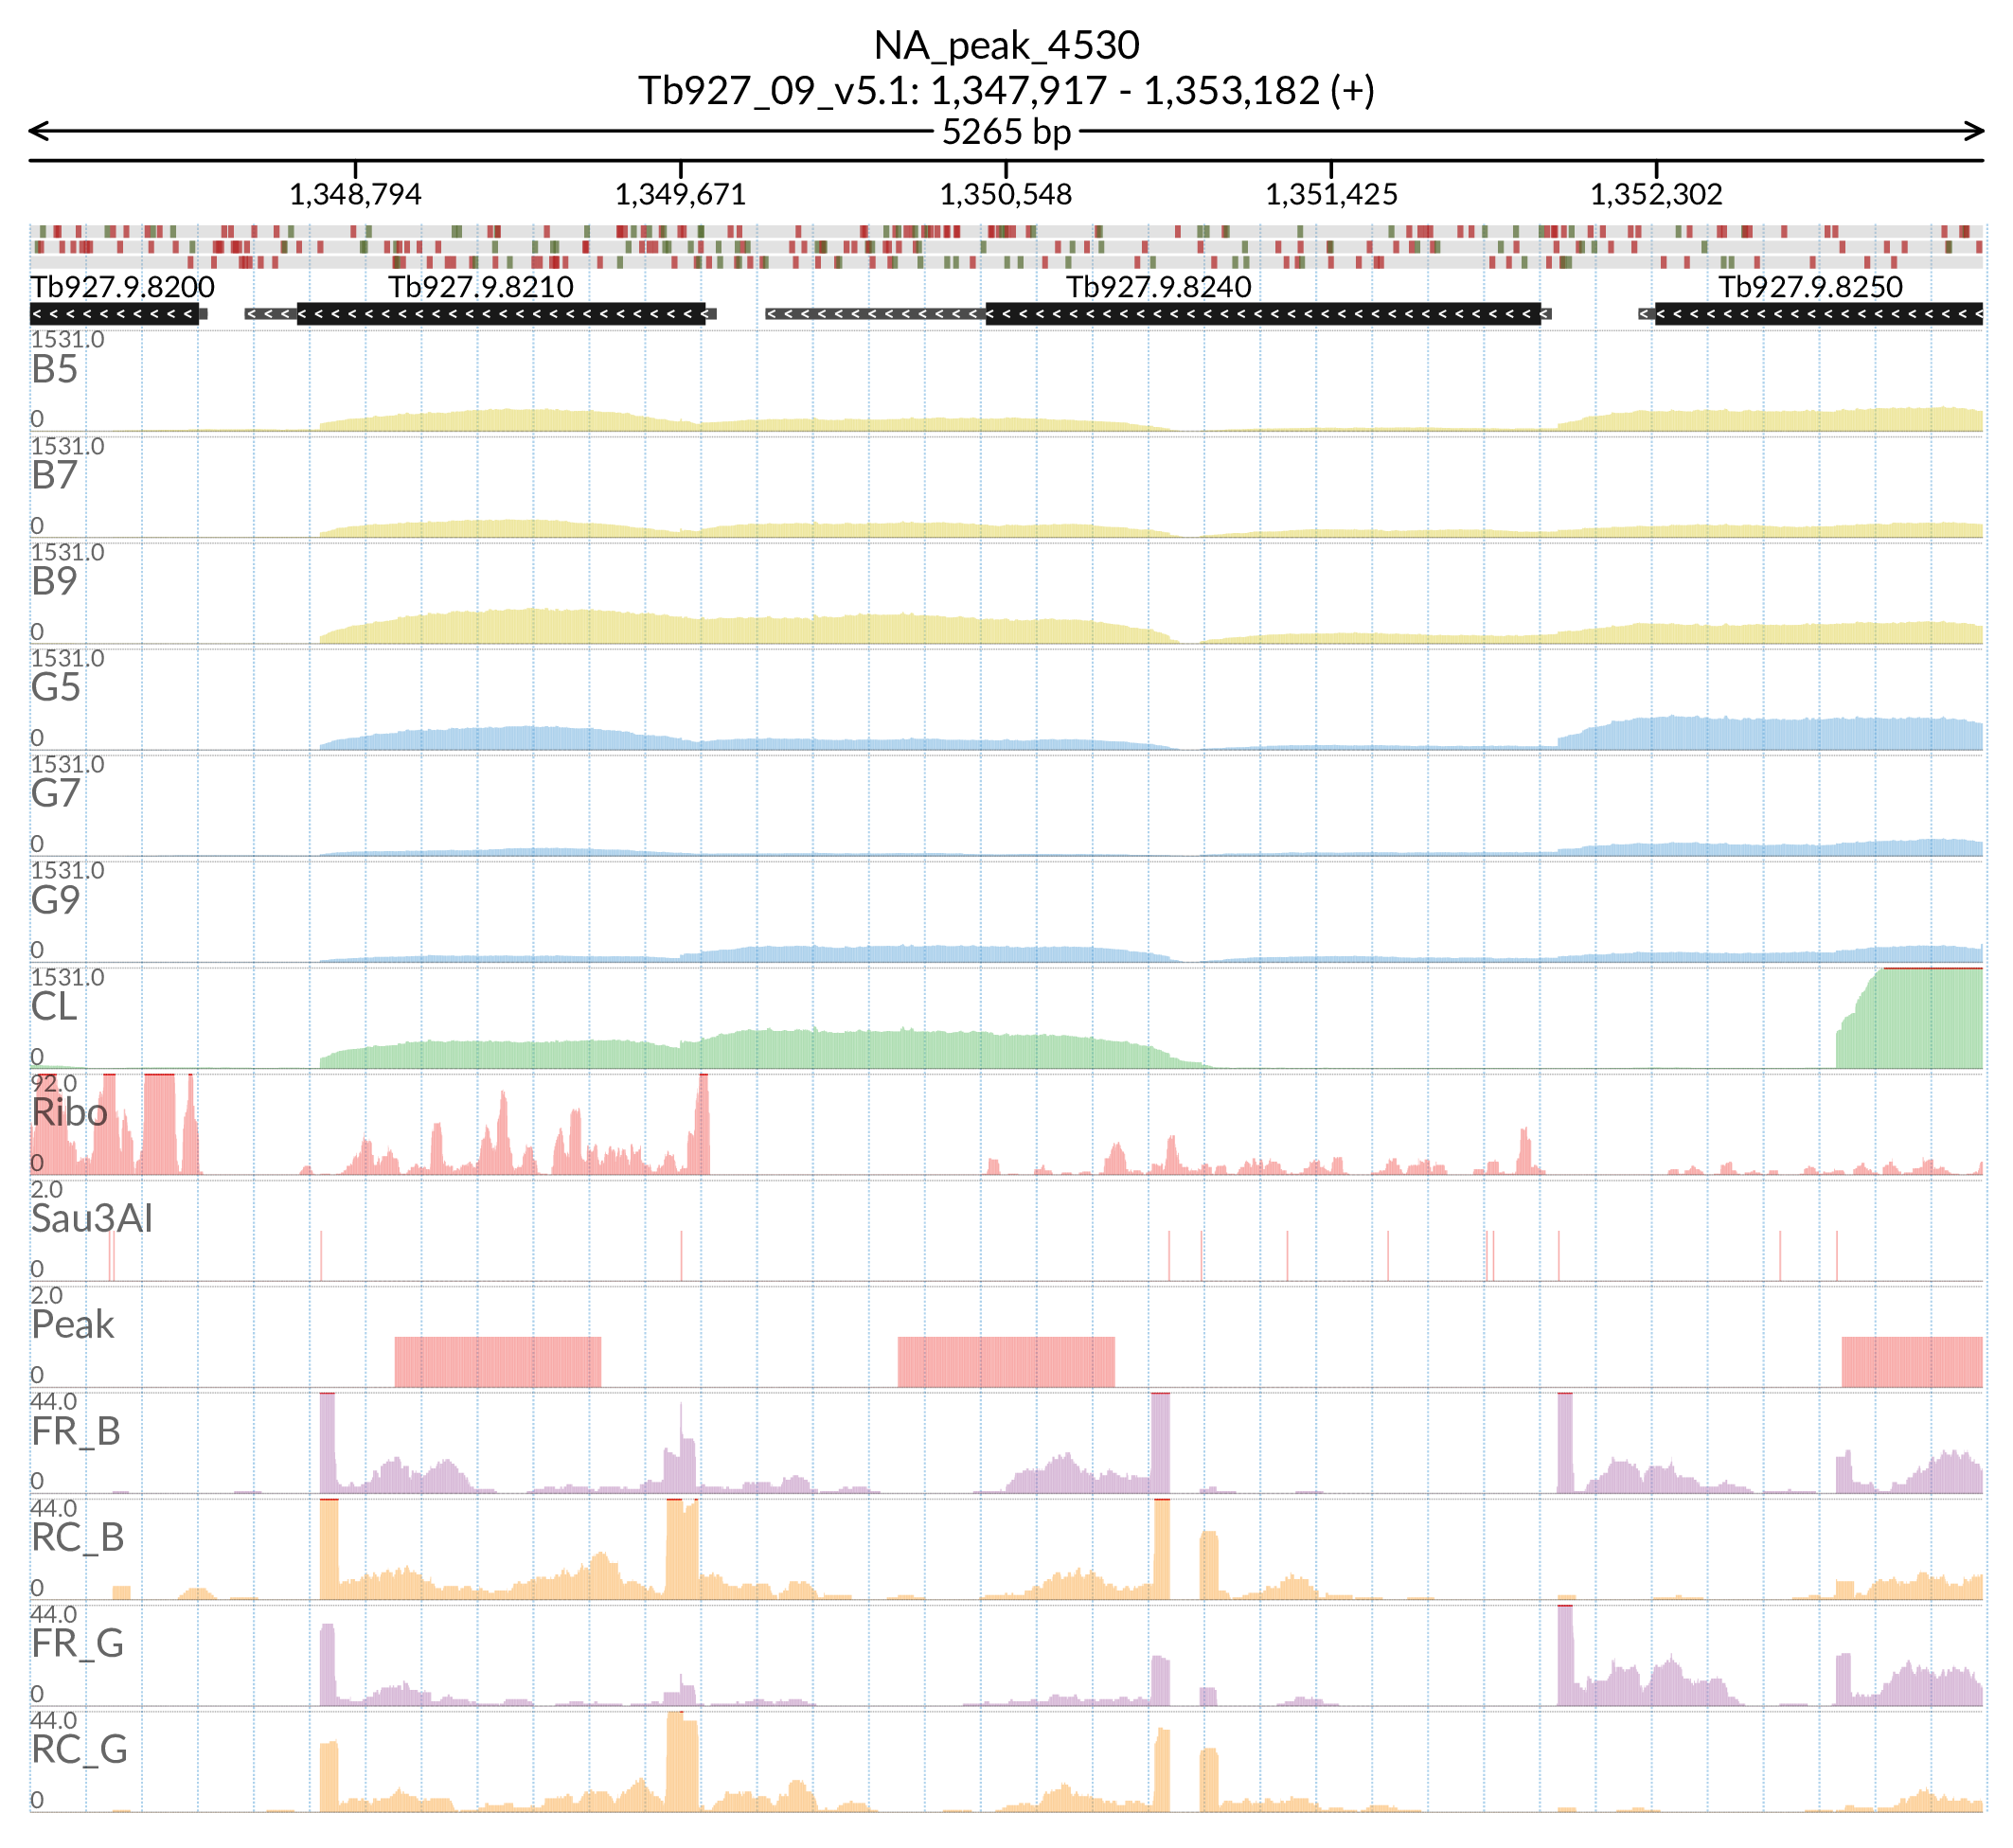 NA_peak_4530
Tb927_09_v5.1: 1,347,917 - 1,353,182 (+)
5265 bp
1,348,794 1,349,671 1,350,548 1,351,425 1,352,302
Tb927.9.8200 Tb927.9.8210 Tb927.9.8240 Tb927.9.8250
1531.0
B5
0
1531.0
B7
0
1531.0
B9
0
1531.0
G5
0
1531.0
G7
0
1531.0
G9
0
1531.0
CL
0
92.0
Ribo
0
2.0
Sau3AI
0
2.0
Peak
0
44.0
FR_B
0
44.0
RC_B
0
44.0
FR_G
0
44.0
RC_G
0